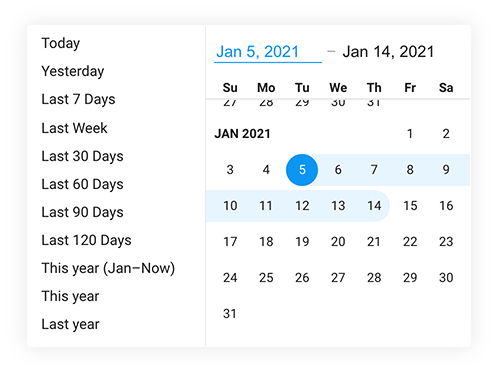 Today
Yesterday
Last 7 Days
Last Week
Last 30 Days
Last 60 Days
Last 90 Days
Last 120 Days
This year (Jan–Now)
This year
Last year
Jan 5, 2021 – Jan 14, 2021
Su Mo Tu We Th Fr Sa
27 28 29 30 31
JAN 2021 1 2
3 4 5 6 7 8 9
10 11 12 13 14 15 16
17 18 19 20 21 22 23
24 25 26 27 28 29 30
31